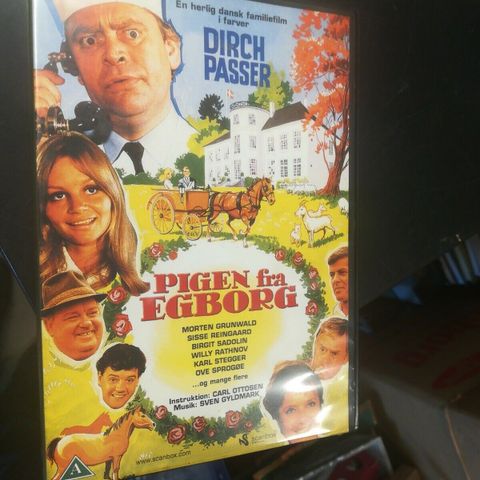 En herlig dansk familiefilm
i farver
DIRCH
PASSER
PIGEN fra
EGBORG
MORTEN GRUNWALD
SISSE REINGAARD
BIRGIT SADOLIN
WILLY RATHNOV
KARL STEGGER
OVE SPROGØE
...og mange flere
Instruktion: CARL OTTOSEN
Musik: SVEN GYLDMARK
A
www.scanbox.com
scanbox